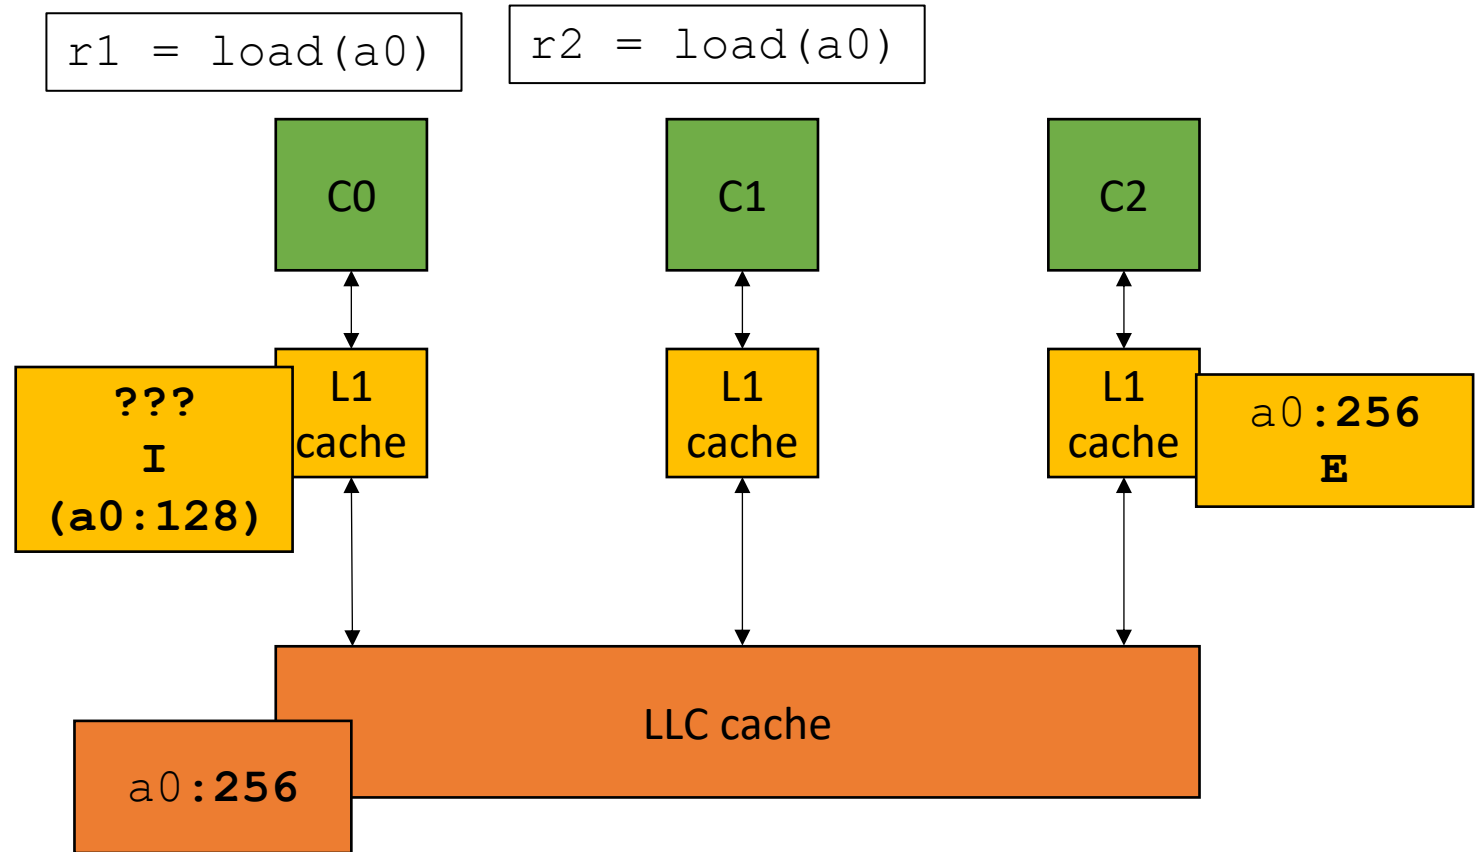 r1 = load(a0)
r2 = load(a0)
C0
C1
C2
???
I
(a0:128)
L1
cache
L1
cache
L1
cache
a0:256
E
LLC cache
a0:256